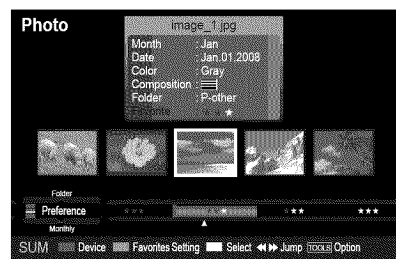 Photo
image_1.jpg
Month : Jan
Date : Jan.01.2008
Color : Gray
Composition :
Folder : P-other
Favorite : ★★★
Folder
Preference ★★★ ★★★ ★★★ ★★★
Monthly
SUM Device Favorites Setting Select ◀◀ ▶▶ Jump TOOLS Option